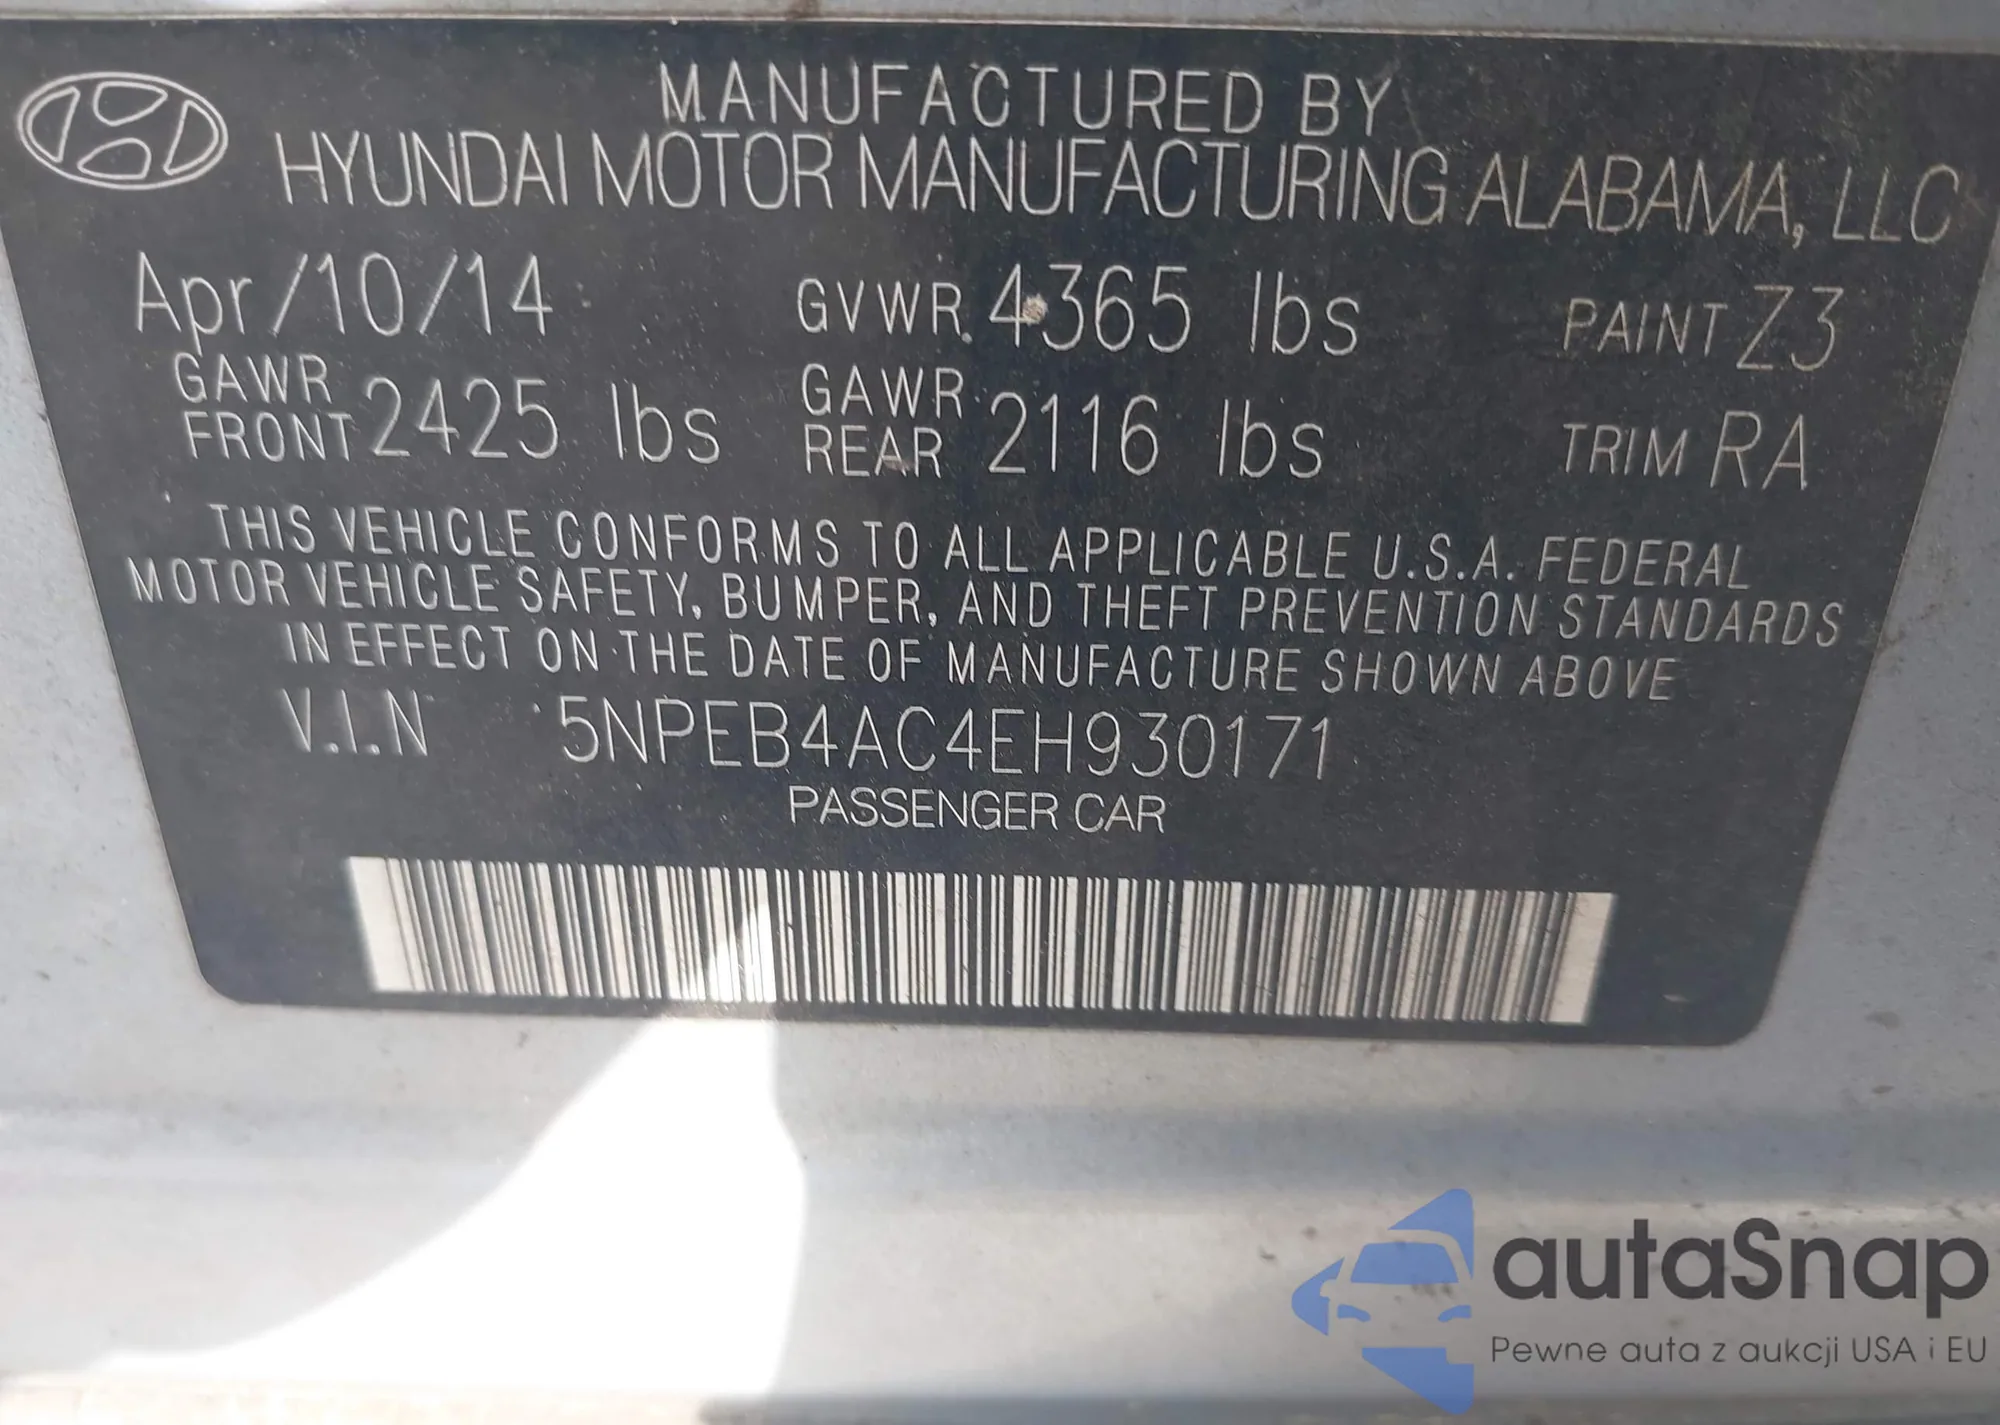 MANUFACTURED BY
HYUNDAI MOTOR MANUFACTURING ALABAMA, LLC
Apr/10/14 GVWR 4365 lbs PAINT Z3
GAWR FRONT 2425 lbs GAWR REAR 2116 lbs TRIM RA
THIS VEHICLE CONFORMS TO ALL APPLICABLE U.S.A. FEDERAL
MOTOR VEHICLE SAFETY, BUMPER, AND THEFT PREVENTION STANDARDS
IN EFFECT ON THE DATE OF MANUFACTURE SHOWN ABOVE
V.I.N 5NPEB4AC4EH930171
PASSENGER CAR
autaSnap
Pewne auta z aukcji USA i EU